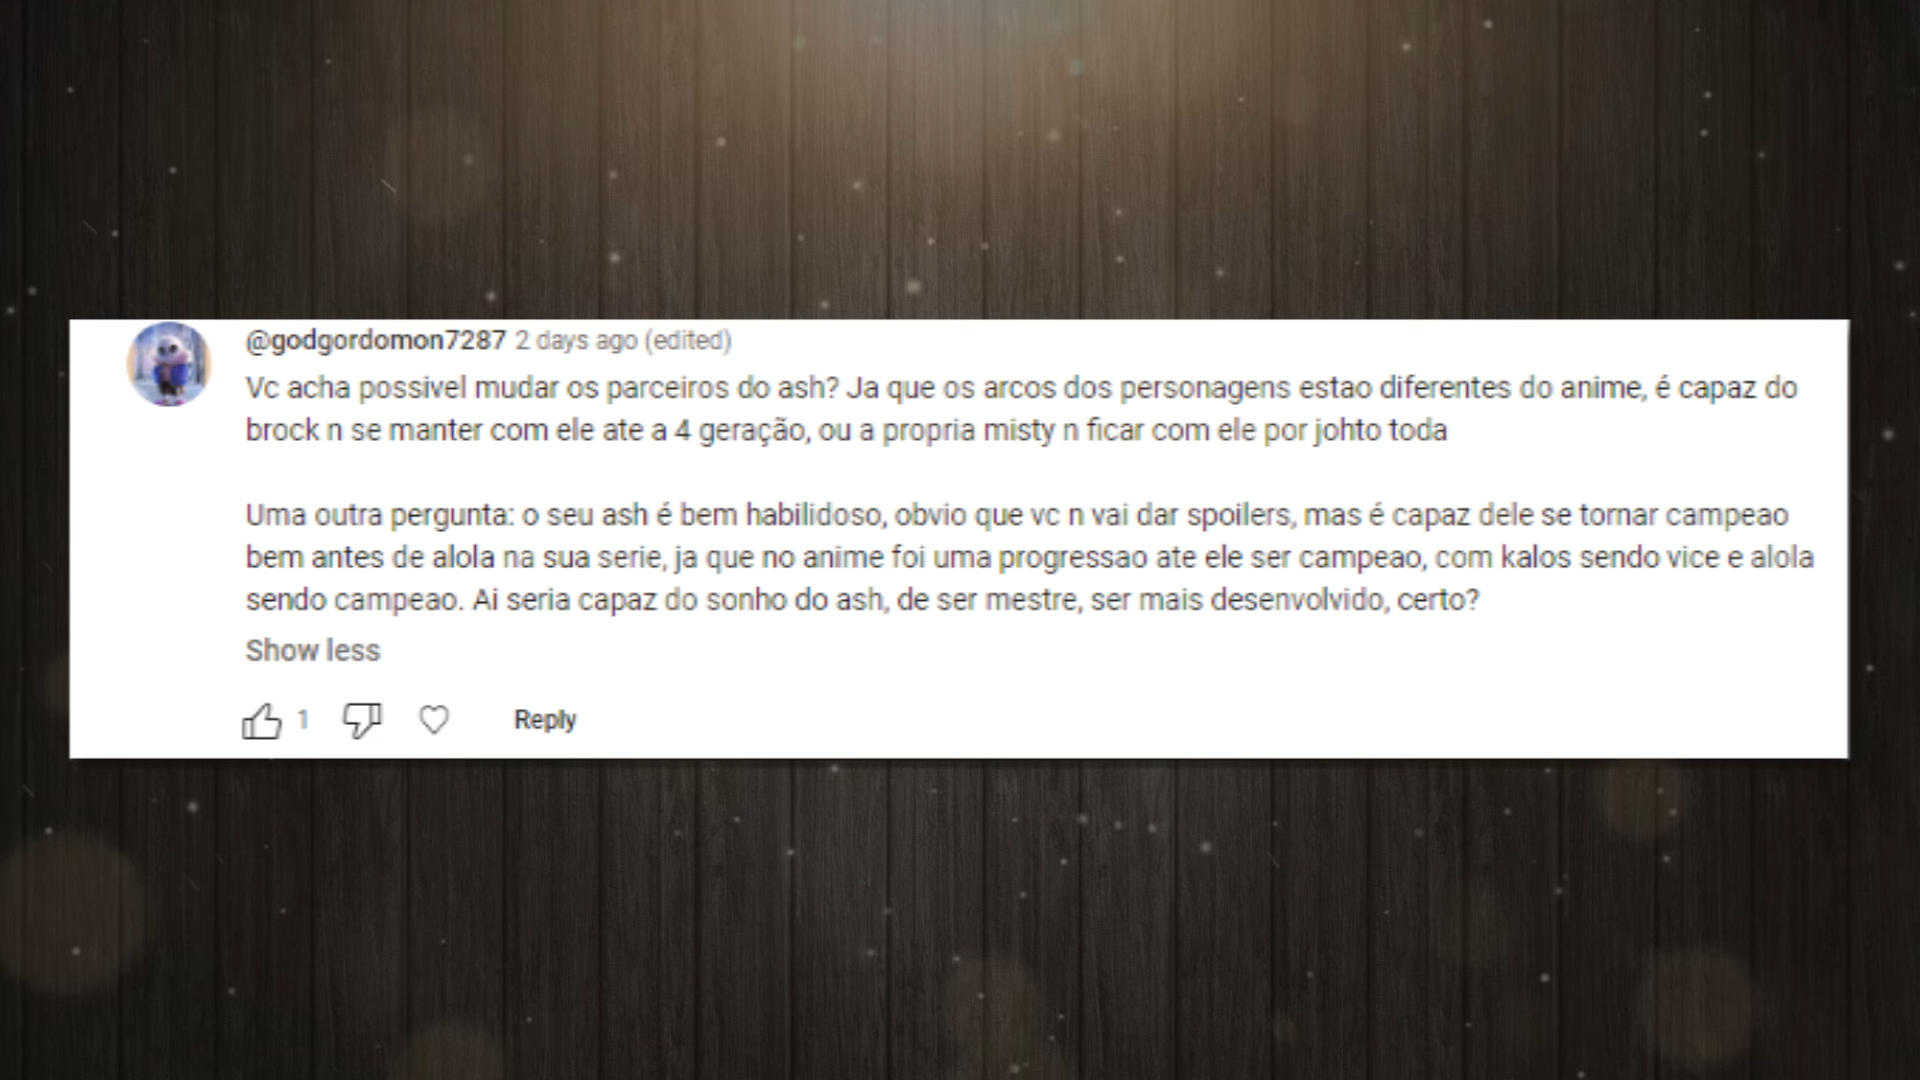 @godgordomon7287 2 days ago (edited)
Vc acha possivel mudar os parceiros do ash? Ja que os arcos dos personagens estao diferentes do anime, é capaz do
brock n se manter com ele ate a 4 geração, ou a propria misty n ficar com ele por johto toda
Uma outra pergunta: o seu ash é bem habilidoso, obvio que vc n vai dar spoilers, mas é capaz dele se tornar campeao
bem antes de alola na sua serie, ja que no anime foi uma progressao ate ele ser campeao, com kalos sendo vice e alola
sendo campeao. Ai seria capaz do sonho do ash, de ser mestre, ser mais desenvolvido, certo?
Show less
1 Reply